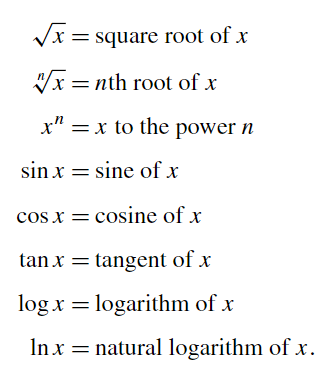 √x = square root of x
ⁿ√x = nth root of x
xⁿ = x to the power n
sin x = sine of x
cos x = cosine of x
tan x = tangent of x
log x = logarithm of x
ln x = natural logarithm of x.